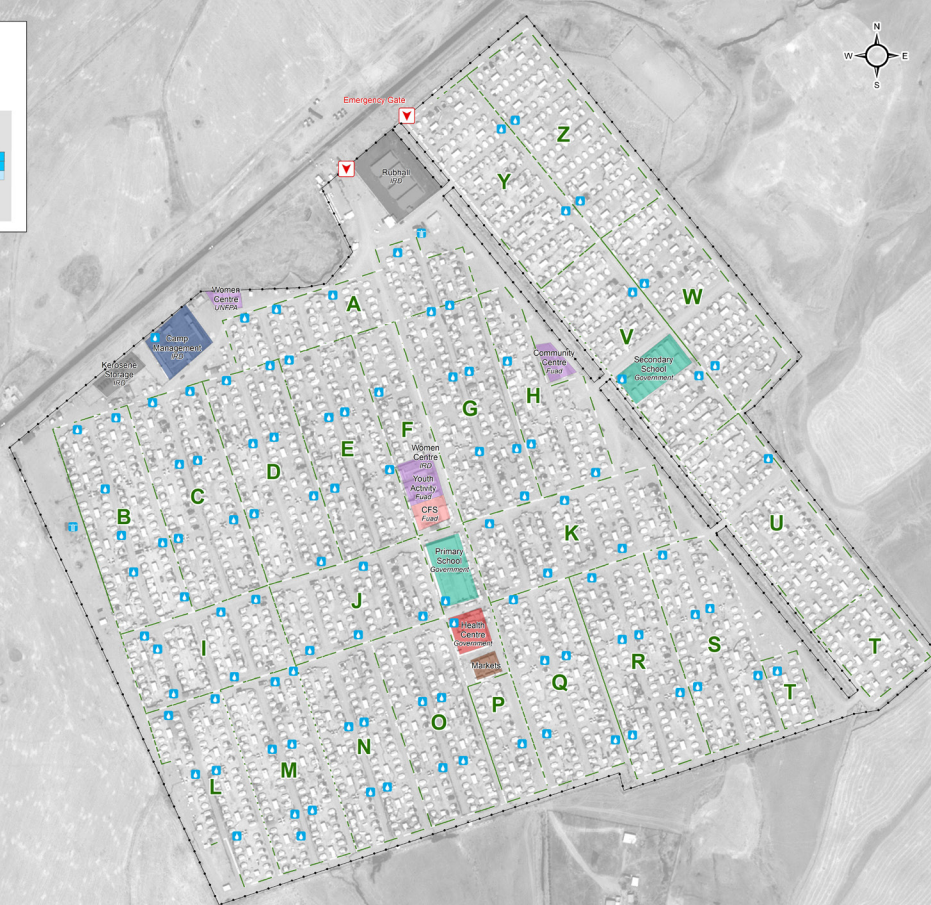 N
W E
S
Emergency Gate
Rubhall
IRD
Z
Y
W
V
Secondary
School
Government
Women
Centre
UNFPA
A
Camp
Management
IRD
Kerosene
Storage
IRD
Community
Centre
Fuad
H
G
F
E
D
C
B
Women
Centre
IRD
Youth
Activity
Fuad
CFS
Fuad
K
U
Primary
School
Government
J
I
Health
Centre
Government
Markets
S
R
Q
T
T
P
O
N
M
L